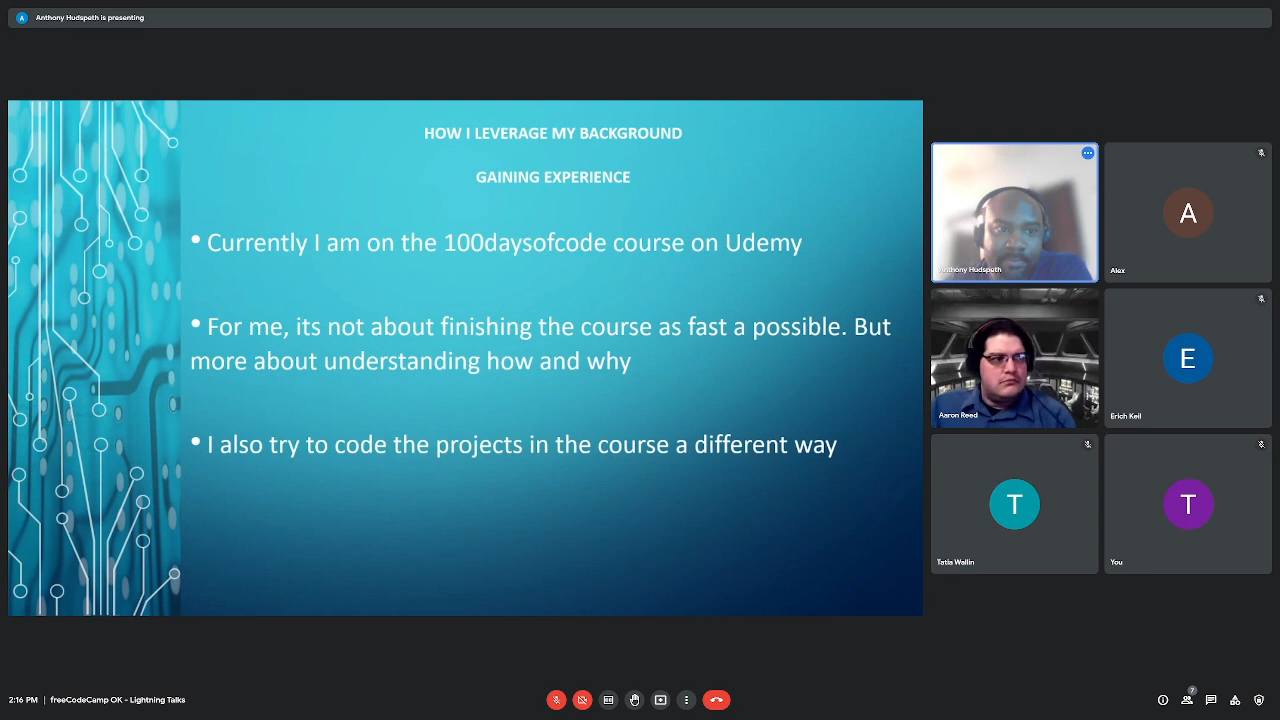 A Anthony Hudspeth is presenting
HOW I LEVERAGE MY BACKGROUND
GAINING EXPERIENCE
• Currently I am on the 100daysofcode course on Udemy
• For me, its not about finishing the course as fast a possible. But
more about understanding how and why
• I also try to code the projects in the course a different way
Anthony Hudspeth
A
Alex
Aaron Reed
E
Erich Keil
T
Tatia Wallin
T
You
2:16 PM | freeCodeCamp OK - Lightning Talks
7